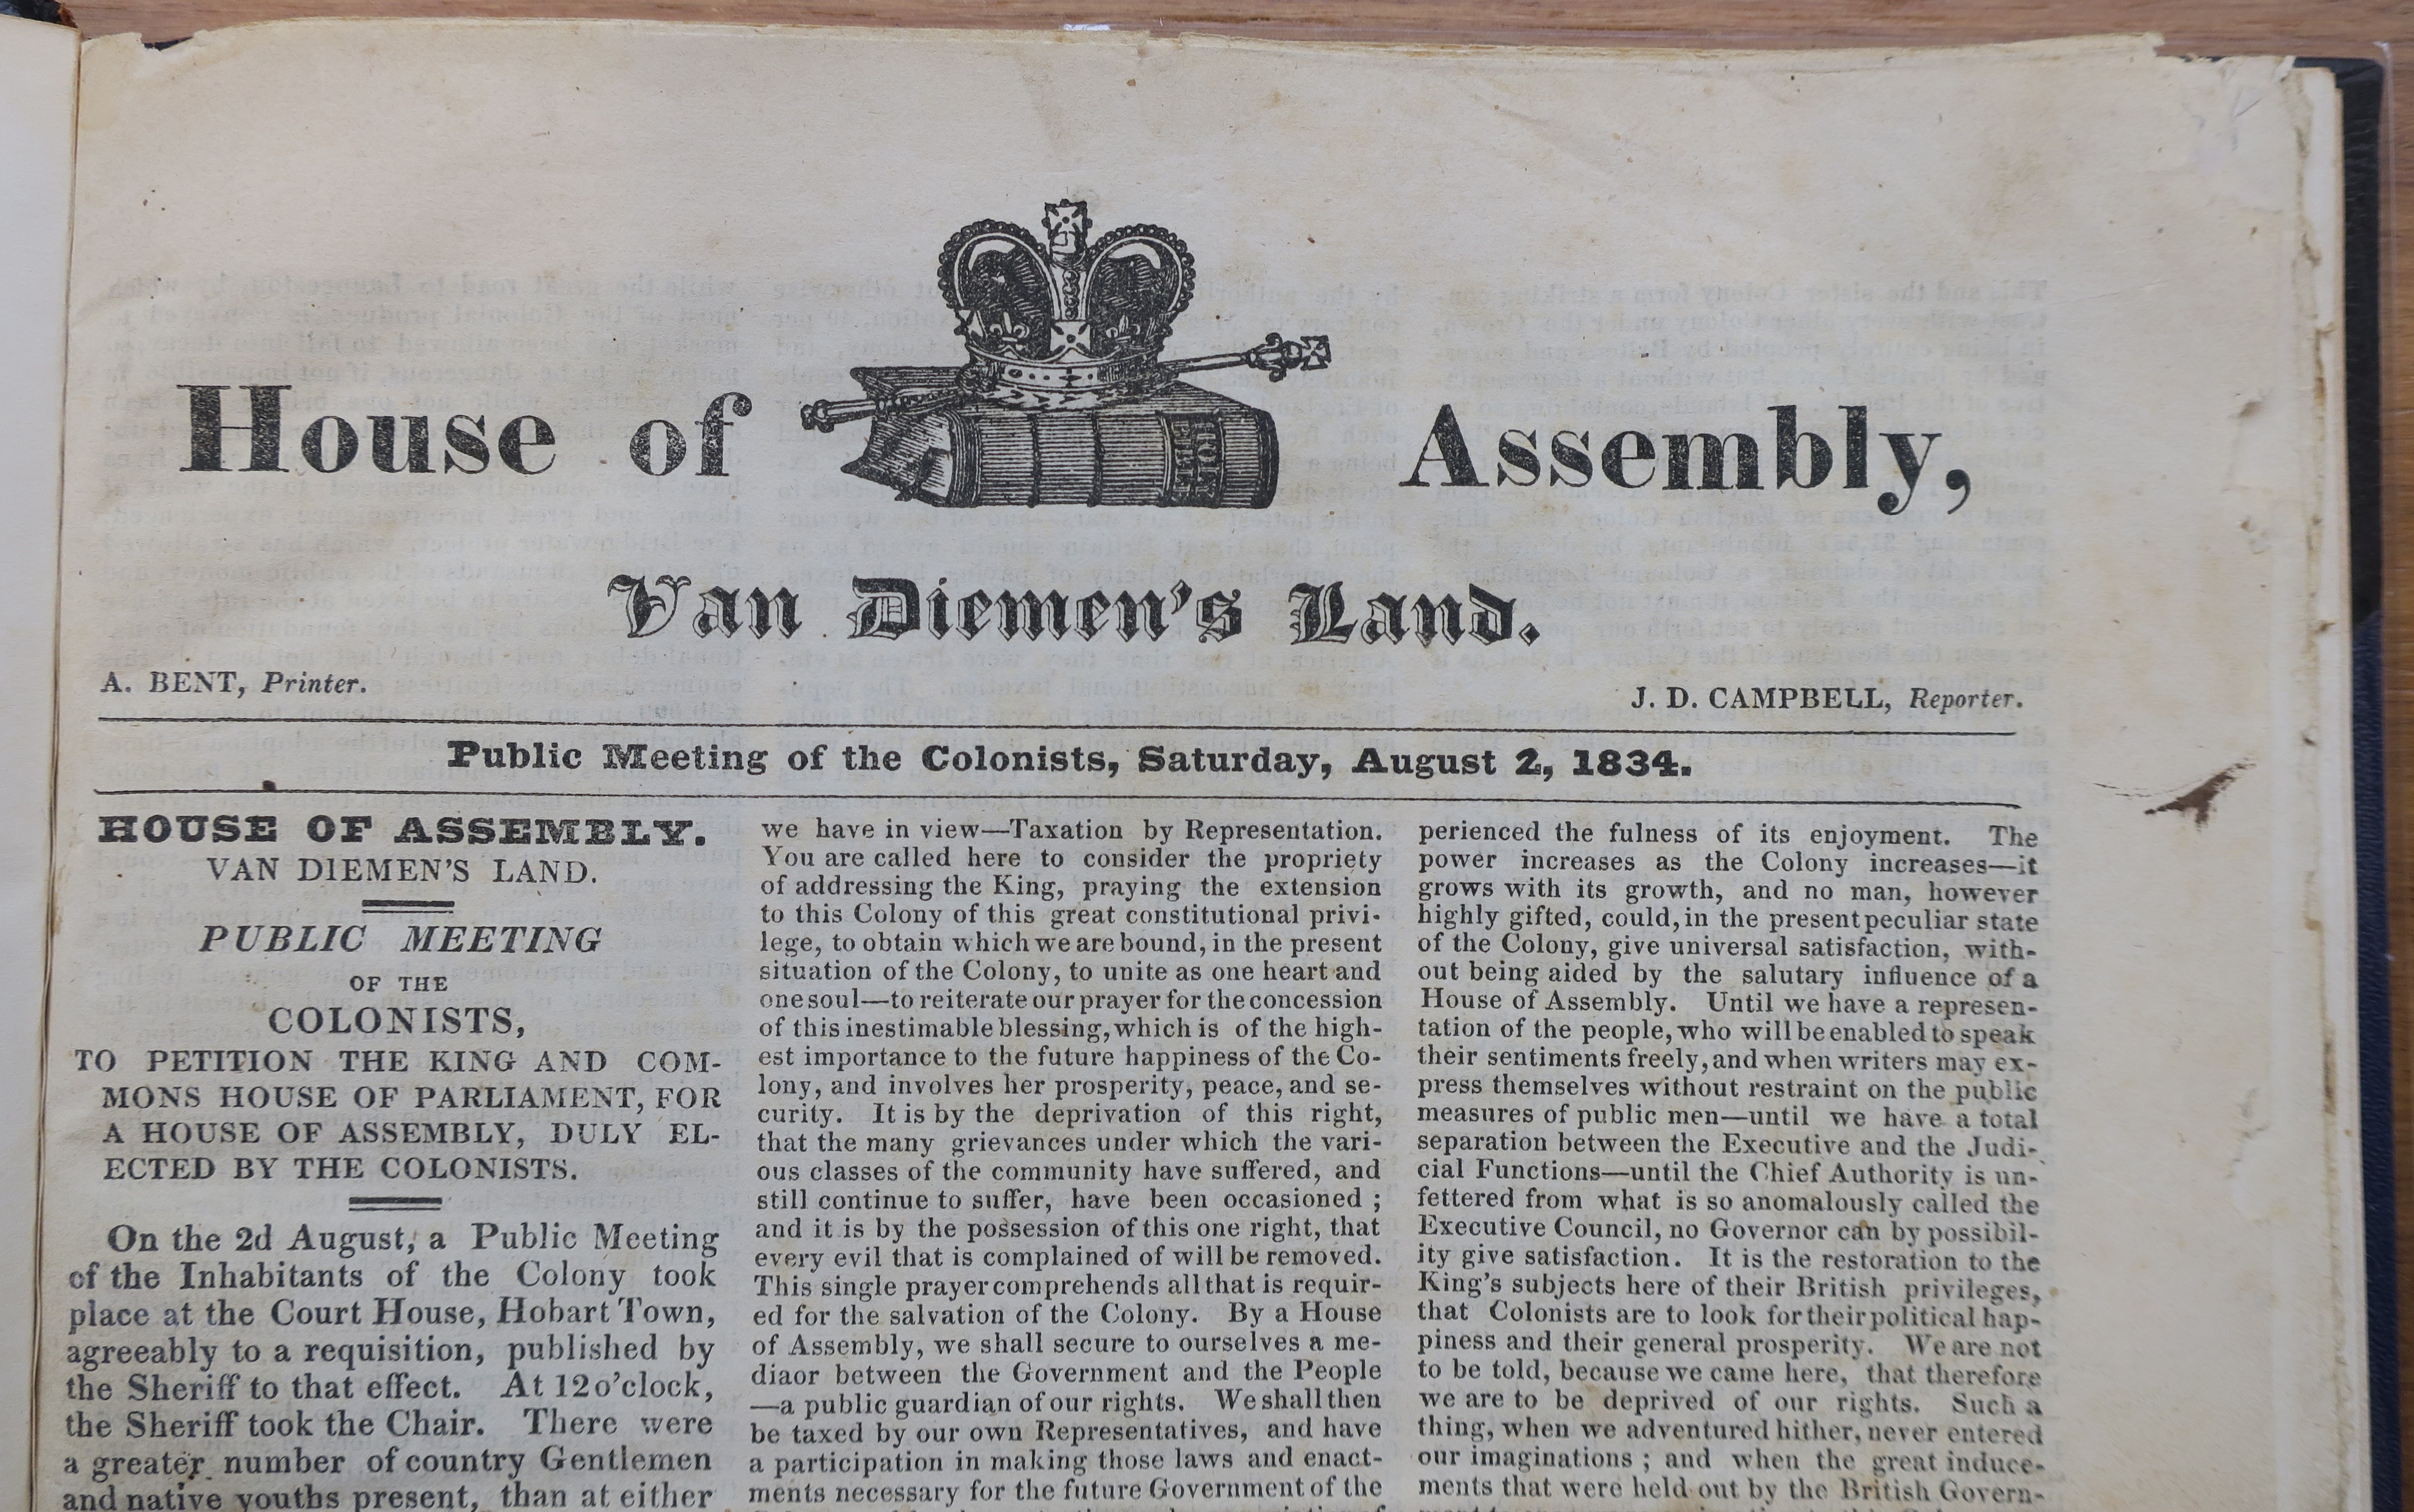 House of Assembly,
Van Diemen's Land.
A. BENT, Printer.
J. D. CAMPBELL, Reporter.
Public Meeting of the Colonists, Saturday, August 2, 1834.
HOUSE OF ASSEMBLY.
VAN DIEMEN'S LAND.
PUBLIC MEETING
OF THE
COLONISTS,
TO PETITION THE KING AND COM-
MONS HOUSE OF PARLIAMENT, FOR
A HOUSE OF ASSEMBLY, DULY EL-
ECTED BY THE COLONISTS.
On the 2d August, a Public Meeting
of the Inhabitants of the Colony took
place at the Court House, Hobart Town,
agreeably to a requisition, published by
the Sheriff to that effect. At 12 o'clock,
the Sheriff took the Chair. There were
a greater number of country Gentlemen
and native youths present, than at either
we have in view—Taxation by Representation.
You are called here to consider the propriety
of addressing the King, praying the extension
to this Colony of this great constitutional privi-
lege, to obtain which we are bound, in the present
situation of the Colony, to unite as one heart and
one soul—to reiterate our prayer for the concession
of this inestimable blessing, which is of the high-
est importance to the future happiness of the Co-
lony, and involves her prosperity, peace, and se-
curity. It is by the deprivation of this right,
that the many grievances under which the vari-
ous classes of the community have suffered, and
still continue to suffer, have been occasioned ;
and it is by the possession of this one right, that
every evil that is complained of will be removed.
This single prayer comprehends all that is requir-
ed for the salvation of the Colony. By a House
of Assembly, we shall secure to ourselves a me-
diaor between the Government and the People
—a public guardian of our rights. We shall then
be taxed by our own Representatives, and have
a participation in making those laws and enact-
ments necessary for the future Government of the
perienced the fulness of its enjoyment. The
power increases as the Colony increases—it
grows with its growth, and no man, however
highly gifted, could, in the present peculiar state
of the Colony, give universal satisfaction, with-
out being aided by the salutary influence of a
House of Assembly. Until we have a represen-
tation of the people, who will be enabled to speak
their sentiments freely, and when writers may ex-
press themselves without restraint on the public
measures of public men—until we have a total
separation between the Executive and the Judi-
cial Functions—until the Chief Authority is un-
fettered from what is so anomalously called the
Executive Council, no Governor can by possibil-
ity give satisfaction. It is the restoration to the
King's subjects here of their British privileges,
that Colonists are to look for their political hap-
piness and their general prosperity. We are not
to be told, because we came here, that therefore
we are to be deprived of our rights. Such a
thing, when we adventured hither, never entered
our imaginations ; and when the great induce-
ments that were held out by the British Govern-